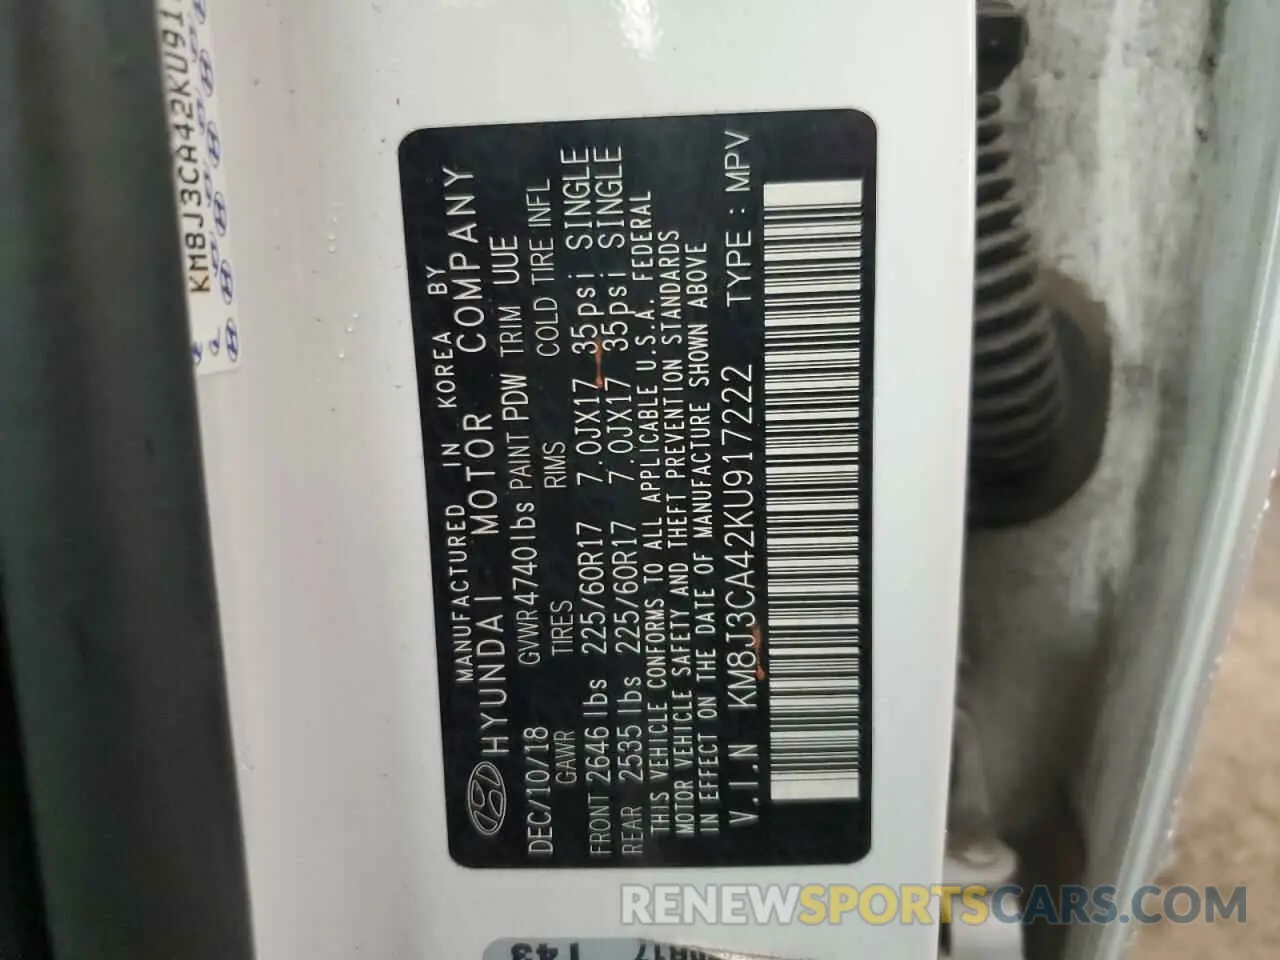 KM8J3CA42KU91
MANUFACTURED IN KOREA BY
HYUNDAI MOTOR COMPANY
DEC/10/18 GVWR 4740lbs PAINT PDW TRIM UUE
GAWR TIRES RIMS COLD TIRE INFL
FRONT 2646lbs 225/60R17 7.0JX17 35psi SINGLE
REAR 2535lbs 225/60R17 7.0JX17 35psi SINGLE
THIS VEHICLE CONFORMS TO ALL APPLICABLE U.S.A. FEDERAL
MOTOR VEHICLE SAFETY AND THEFT PREVENTION STANDARDS
IN EFFECT ON THE DATE OF MANUFACTURE SHOWN ABOVE
V.I.N KM8J3CA42KU917222 TYPE : MPV
143
RENEWSPORTSCARS.COM